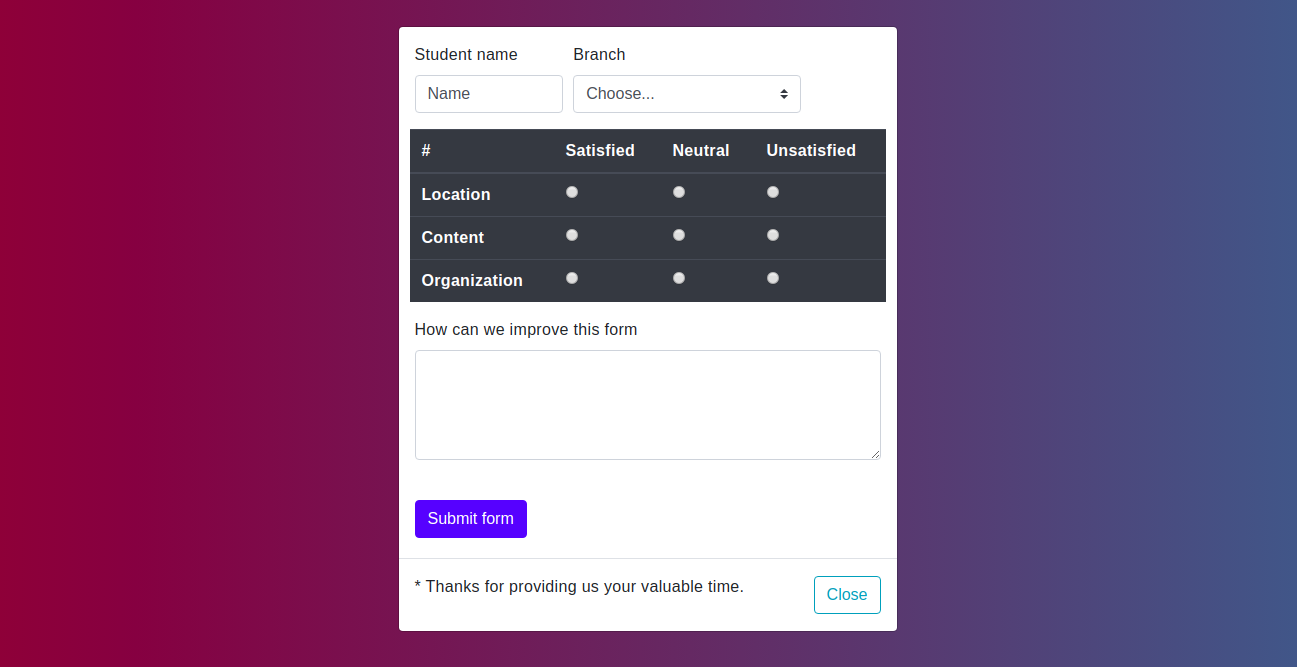 Student name Branch
Name Choose...
# Satisfied Neutral Unsatisfied
Location
Content
Organization
How can we improve this form
Submit form
* Thanks for providing us your valuable time. Close